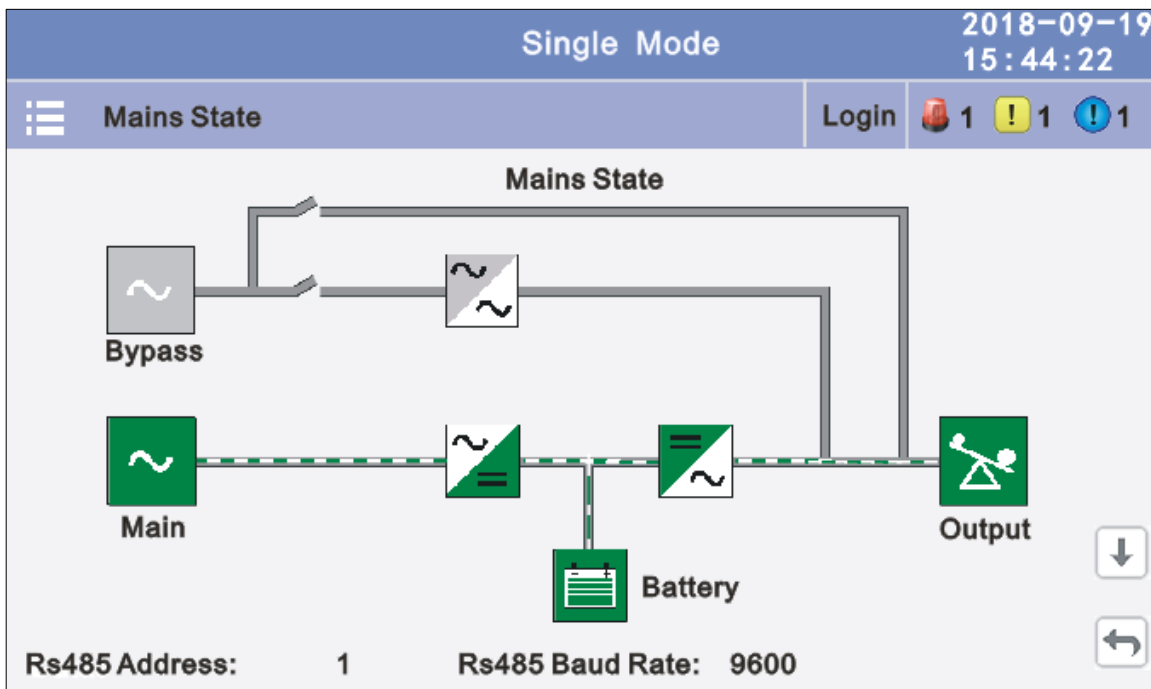 Single Mode
2018-09-19
15:44:22
Mains State
Login
1
! 1
! 1
Mains State
Bypass
Main
Output
Battery
Rs485 Address: 1
Rs485 Baud Rate: 9600